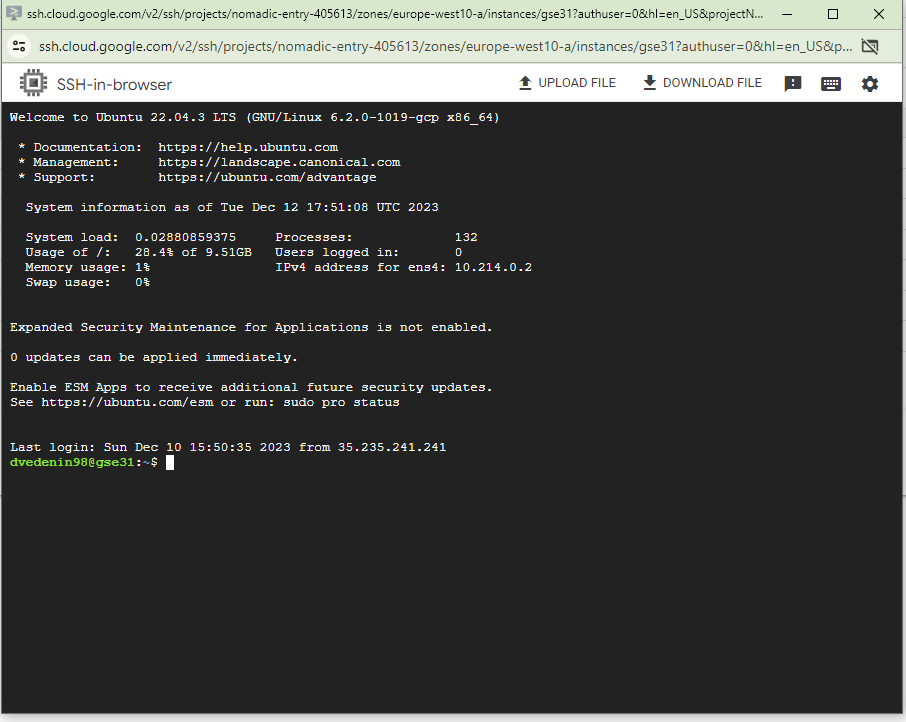 ssh.cloud.google.com/v2/ssh/projects/nomadic-entry-405613/zones/europe-west10-a/instances/gse31?authuser=0&hl=en_US&projectN...
ssh.cloud.google.com/v2/ssh/projects/nomadic-entry-405613/zones/europe-west10-a/instances/gse31?authuser=0&hl=en_US&p...
SSH-in-browser UPLOAD FILE DOWNLOAD FILE
Welcome to Ubuntu 22.04.3 LTS (GNU/Linux 6.2.0-1019-gcp x86_64)
* Documentation: https://help.ubuntu.com
* Management: https://landscape.canonical.com
* Support: https://ubuntu.com/advantage
System information as of Tue Dec 12 17:51:08 UTC 2023
System load: 0.02880859375 Processes: 132
Usage of /: 28.4% of 9.51GB Users logged in: 0
Memory usage: 1% IPv4 address for ens4: 10.214.0.2
Swap usage: 0%
Expanded Security Maintenance for Applications is not enabled.
0 updates can be applied immediately.
Enable ESM Apps to receive additional future security updates.
See https://ubuntu.com/esm or run: sudo pro status
Last login: Sun Dec 10 15:50:35 2023 from 35.235.241.241
dvedenin98@gse31:~$